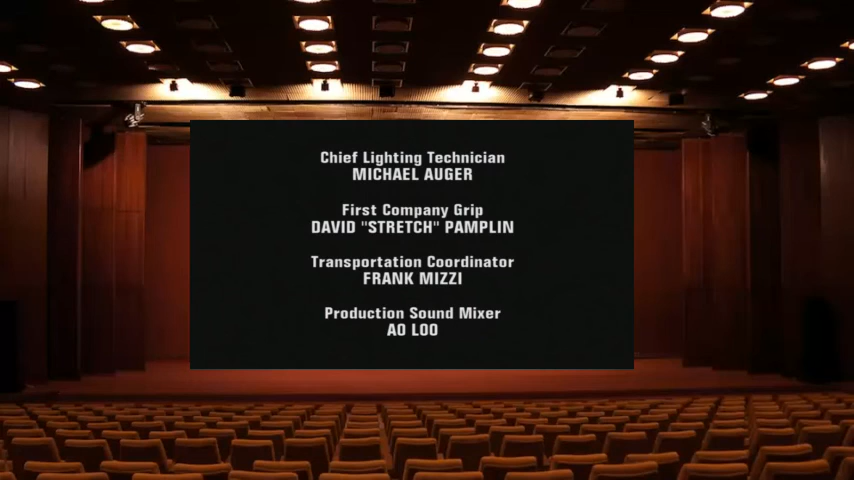 Chief Lighting Technician
MICHAEL AUGER
First Company Grip
DAVID "STRETCH" PAMPLIN
Transportation Coordinator
FRANK MIZZI
Production Sound Mixer
AO LOO